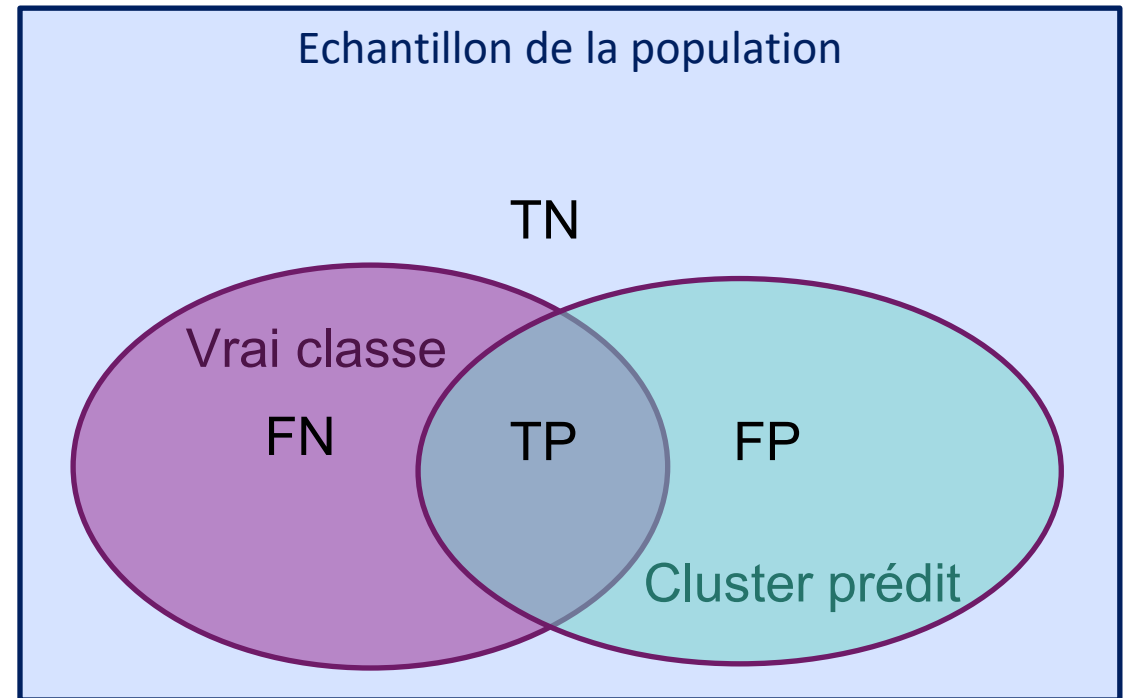 Echantillon de la population
TN
Vrai classe
FN
TP
FP
Cluster prédit